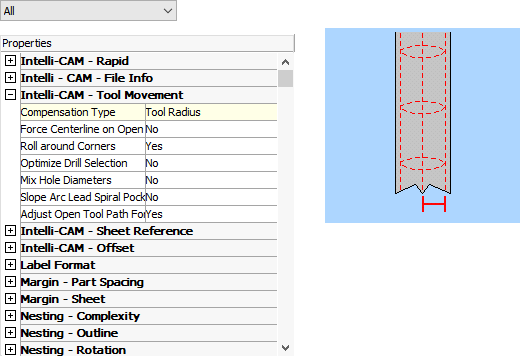 All
Properties
Intelli-CAM - Rapid
Intelli - CAM - File Info
Intelli-CAM - Tool Movement
Compensation Type Tool Radius
Force Centerline on Open No
Roll around Corners Yes
Optimize Drill Selection No
Mix Hole Diameters No
Slope Arc Lead Spiral Pock No
Adjust Open Tool Path For Yes
Intelli-CAM - Sheet Reference
Intelli-CAM - Offset
Label Format
Margin - Part Spacing
Margin - Sheet
Nesting - Complexity
Nesting - Outline
Nesting - Rotation